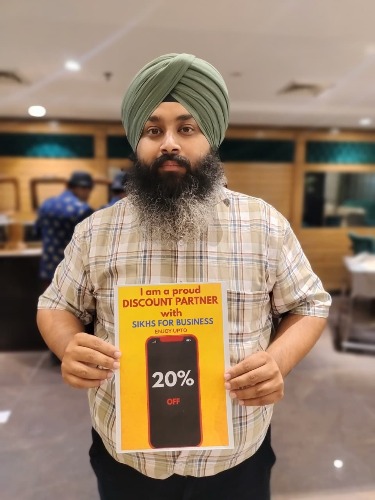 I am a proud
DISCOUNT PARTNER
with
SIKHS FOR BUSINESS
ENJOY UPTO
20%
OFF